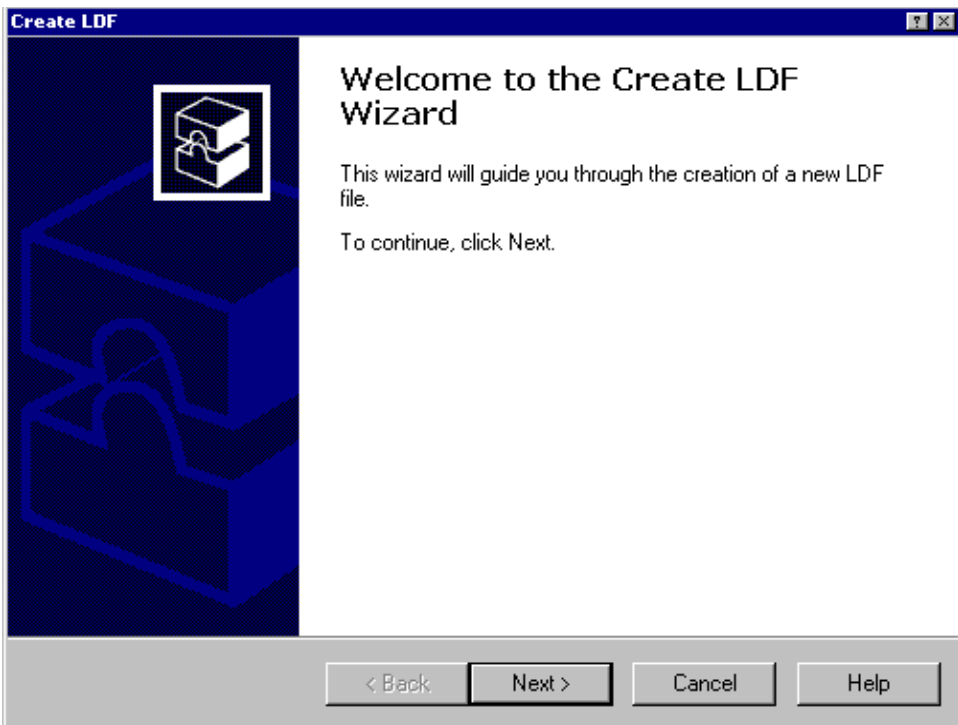 Create LDF
Welcome to the Create LDF
Wizard
This wizard will guide you through the creation of a new LDF
file.
To continue, click Next.
< Back
Next >
Cancel
Help